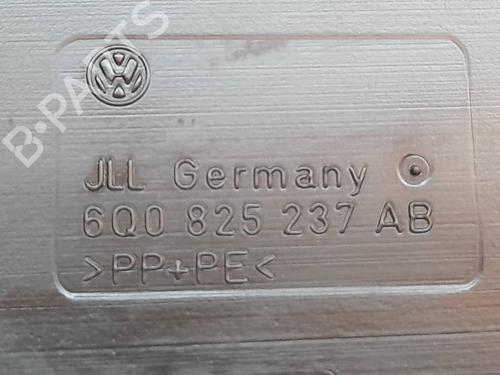 B-PARTS
JLL Germany
6Q0 825 237 AB
>PP+PE<